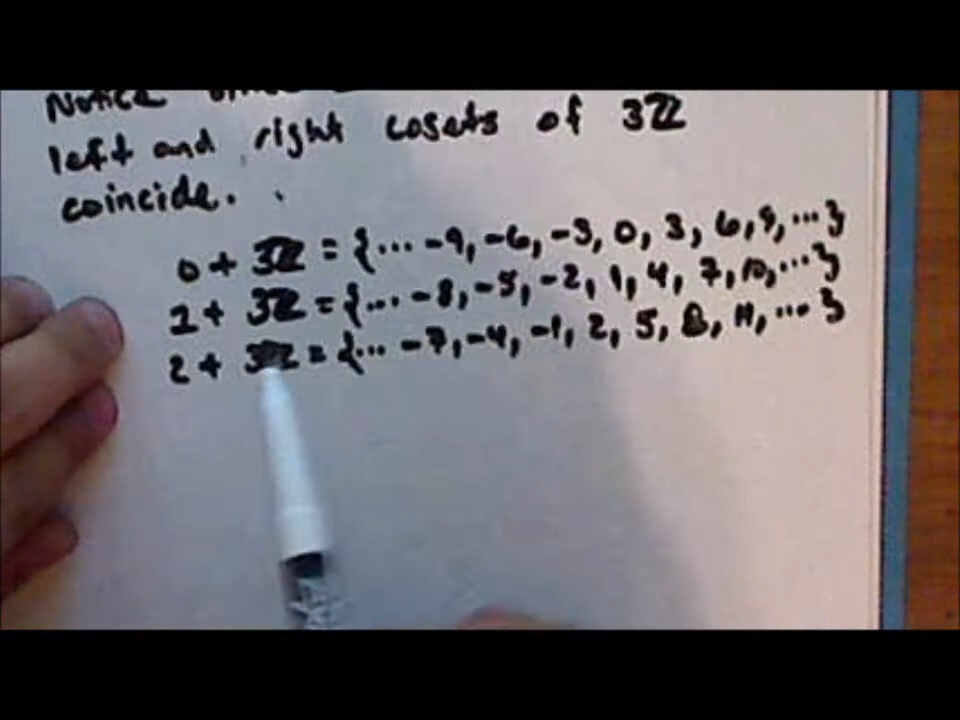 Notice
left and right cosets of 3ℤ
coincide.
0 + 3ℤ = {... -9, -6, -3, 0, 3, 6, 9, ...}
1 + 3ℤ = {... -8, -5, -2, 1, 4, 7, 10, ...}
2 + 3ℤ = {... -7, -4, -1, 2, 5, 8, 11, ... }